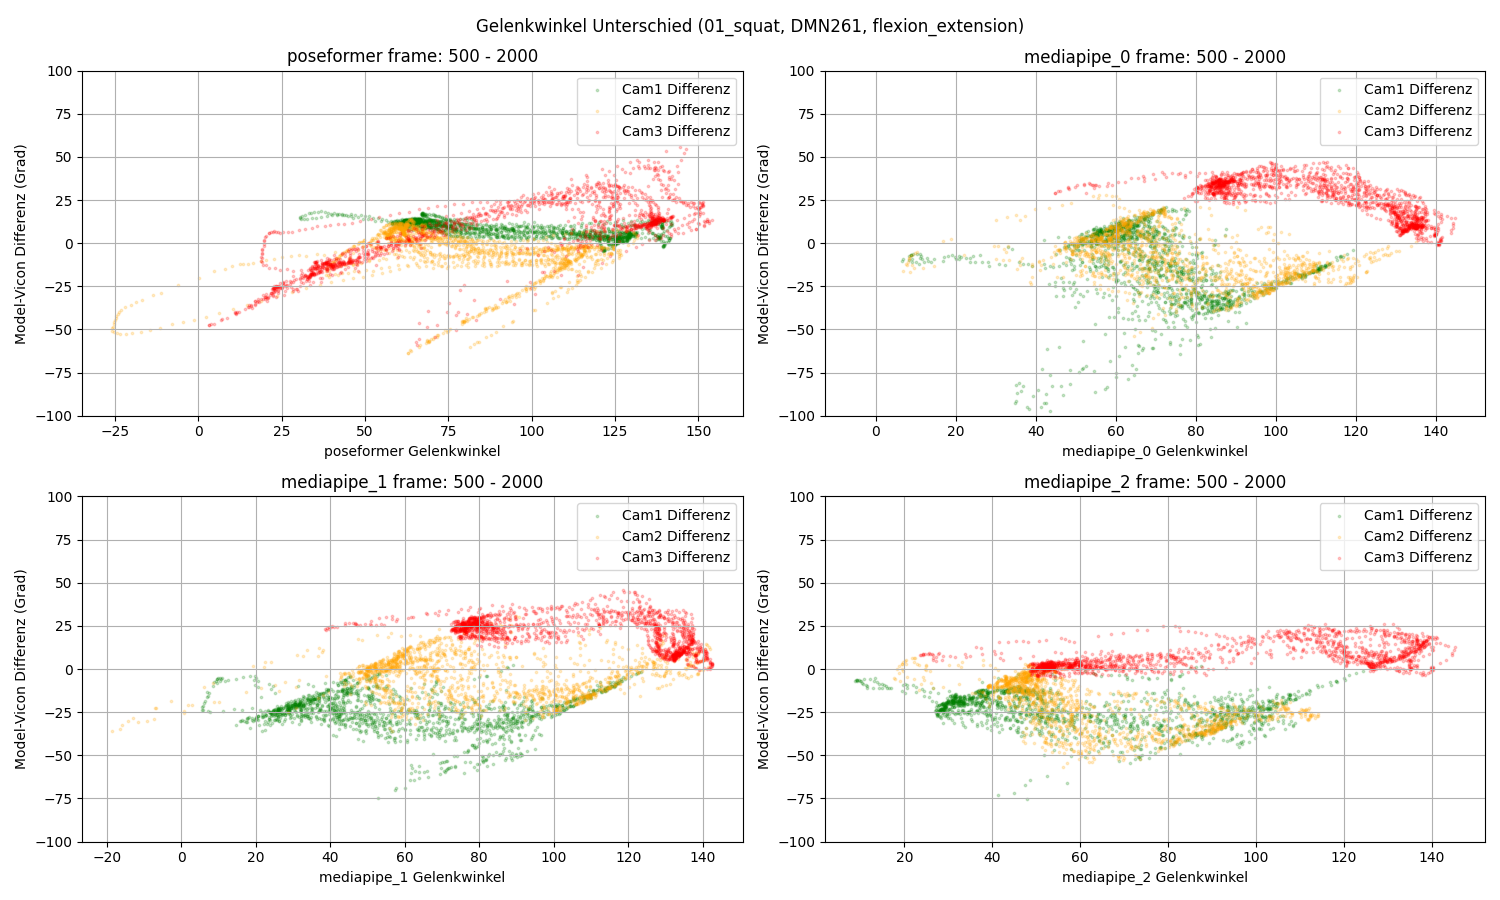 Gelenkwinkel Unterschied (01_squat, DMN261, flexion_extension)
poseformer frame: 500 - 2000
100
75
50
25
0
−25
−50
−75
−100
Model-Vicon Differenz (Grad)
Cam1 Differenz
Cam2 Differenz
Cam3 Differenz
−25 0 25 50 75 100 125 150
poseformer Gelenkwinkel
mediapipe_0 frame: 500 - 2000
100
75
50
25
0
−25
−50
−75
−100
Model-Vicon Differenz (Grad)
Cam1 Differenz
Cam2 Differenz
Cam3 Differenz
0 20 40 60 80 100 120 140
mediapipe_0 Gelenkwinkel
mediapipe_1 frame: 500 - 2000
100
75
50
25
0
−25
−50
−75
−100
Model-Vicon Differenz (Grad)
Cam1 Differenz
Cam2 Differenz
Cam3 Differenz
−20 0 20 40 60 80 100 120 140
mediapipe_1 Gelenkwinkel
mediapipe_2 frame: 500 - 2000
100
75
50
25
0
−25
−50
−75
−100
Model-Vicon Differenz (Grad)
Cam1 Differenz
Cam2 Differenz
Cam3 Differenz
20 40 60 80 100 120 140
mediapipe_2 Gelenkwinkel